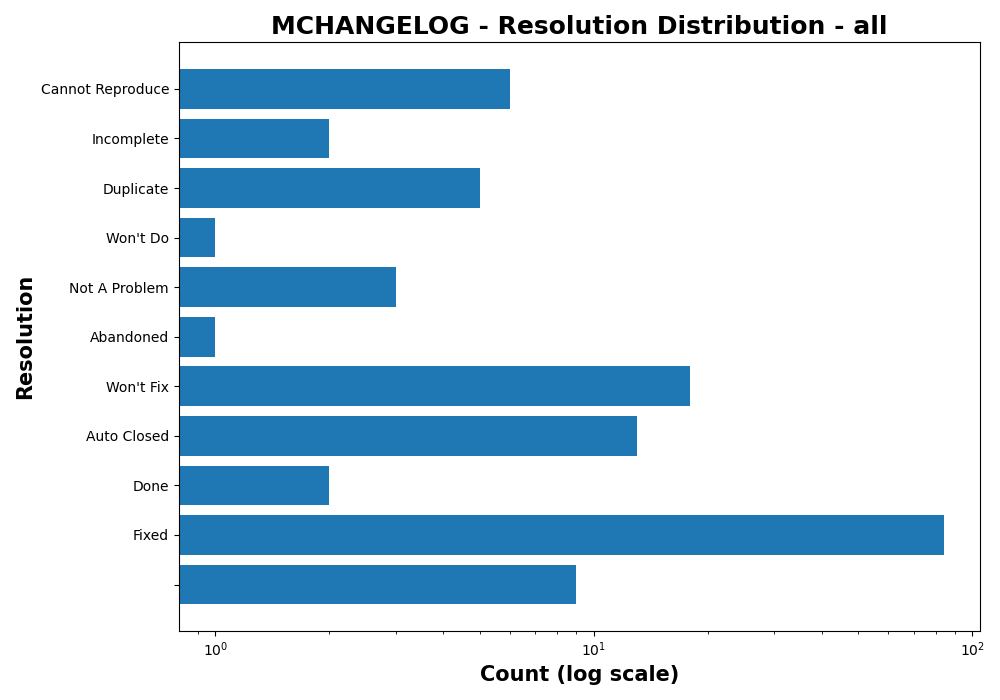 MCHANGELOG - Resolution Distribution - all
Cannot Reproduce
Incomplete
Duplicate
Won't Do
Not A Problem
Abandoned
Won't Fix
Auto Closed
Done
Fixed
Resolution
10⁰
10¹
10²
Count (log scale)